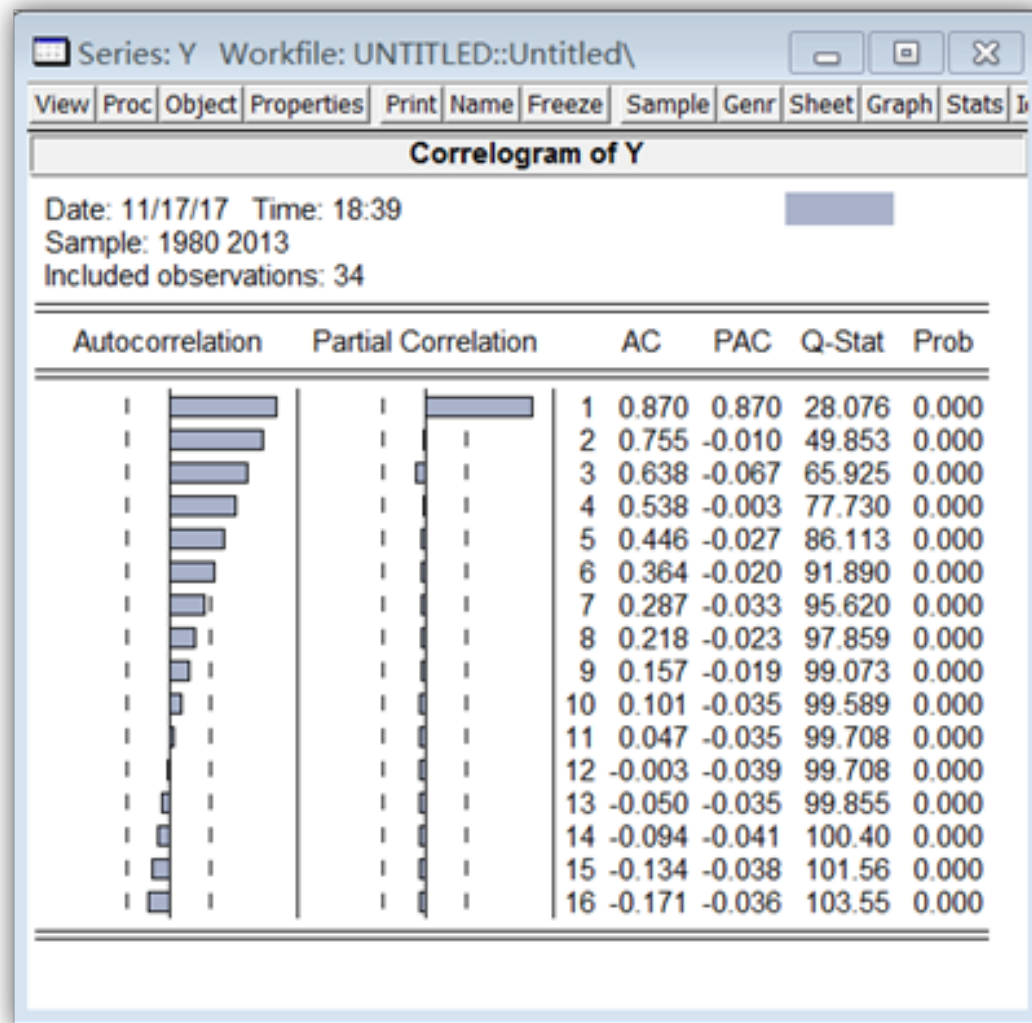 Series: Y Workfile: UNTITLED::Untitled\
View Proc Object Properties Print Name Freeze Sample Genr Sheet Graph Stats
Correlogram of Y
Date: 11/17/17 Time: 18:39
Sample: 1980 2013
Included observations: 34
Autocorrelation Partial Correlation AC PAC Q-Stat Prob
1 0.870 0.870 28.076 0.000
2 0.755 -0.010 49.853 0.000
3 0.638 -0.067 65.925 0.000
4 0.538 -0.003 77.730 0.000
5 0.446 -0.027 86.113 0.000
6 0.364 -0.020 91.890 0.000
7 0.287 -0.033 95.620 0.000
8 0.218 -0.023 97.859 0.000
9 0.157 -0.019 99.073 0.000
10 0.101 -0.035 99.589 0.000
11 0.047 -0.035 99.708 0.000
12 -0.003 -0.039 99.708 0.000
13 -0.050 -0.035 99.855 0.000
14 -0.094 -0.041 100.40 0.000
15 -0.134 -0.038 101.56 0.000
16 -0.171 -0.036 103.55 0.000